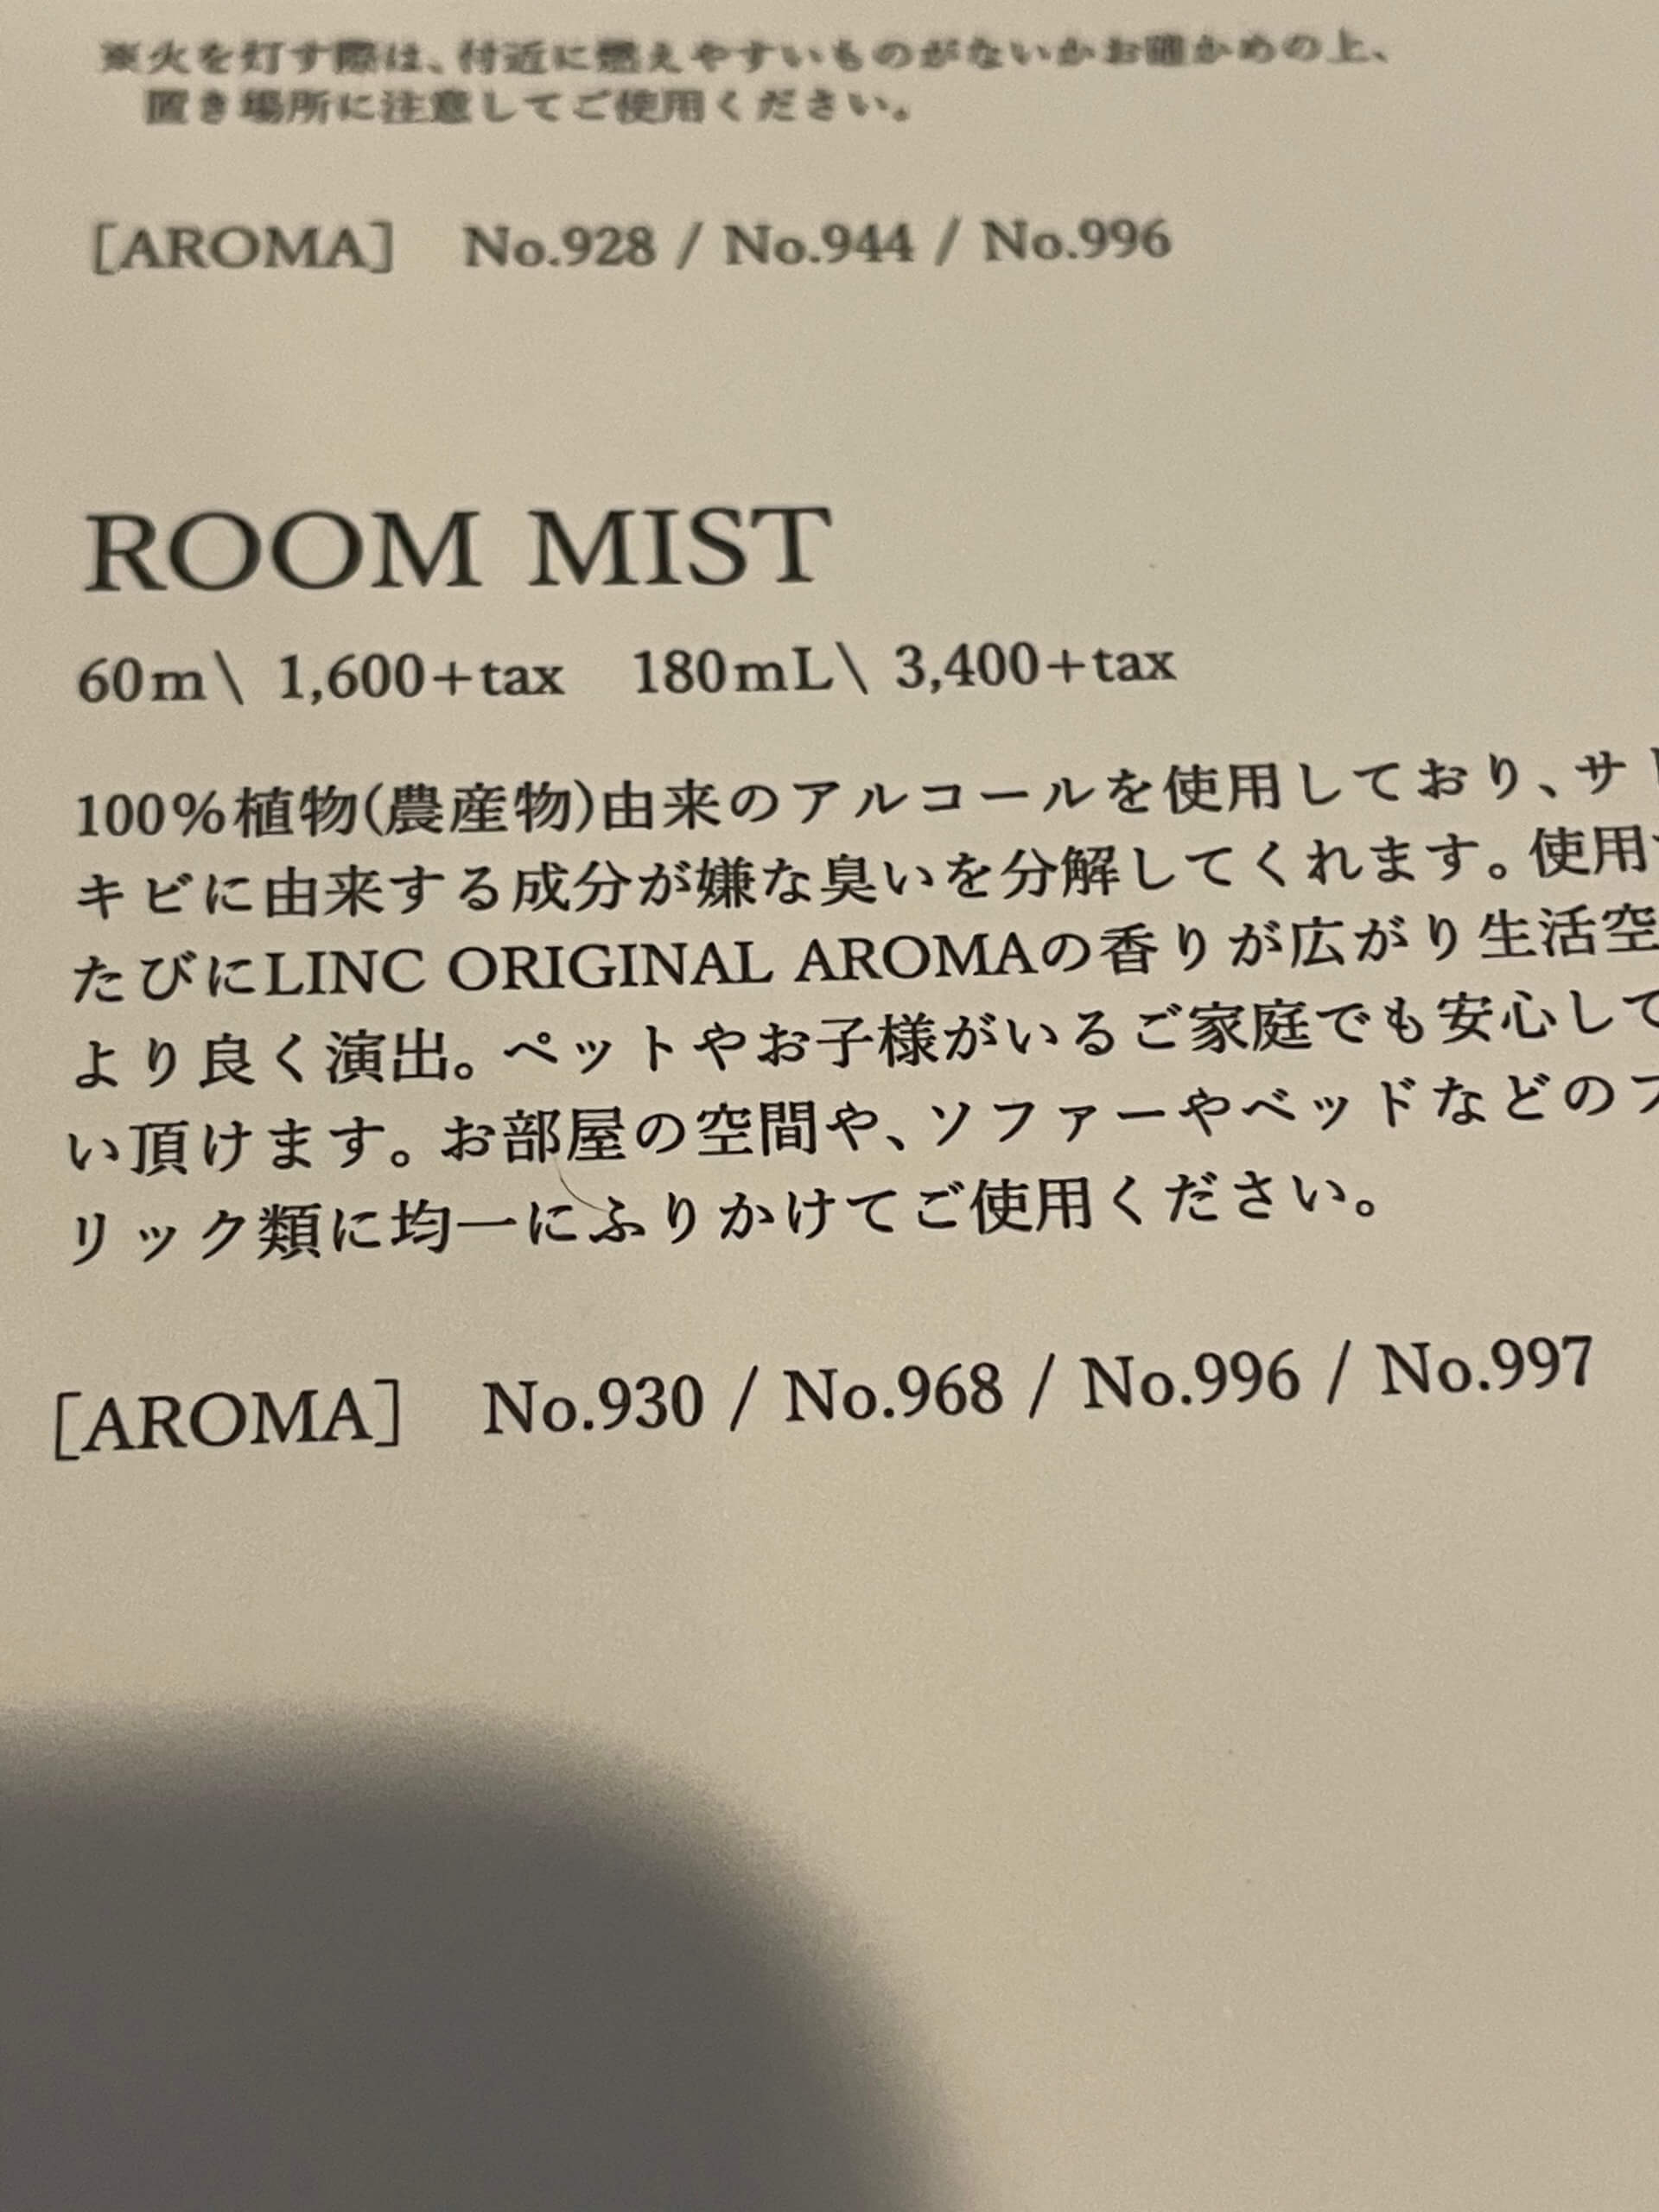 ※火を灯す際は、付近に燃えやすいものがないかお確かめの上、
置き場所に注意してご使用ください。
[AROMA] No.928 / No.944 / No.996
ROOM MIST
60m\ 1,600+tax 180mL\ 3,400+tax
100%植物(農産物)由来のアルコールを使用しており、サト
キビに由来する成分が嫌な臭いを分解してくれます。使用
たびにLINC ORIGINAL AROMAの香りが広がり生活空
より良く演出。ペットやお子様がいるご家庭でも安心して
い頂けます。お部屋の空間や、ソファーやベッドなどのフ
リック類に均一にふりかけてご使用ください。
[AROMA] No.930 / No.968 / No.996 / No.997